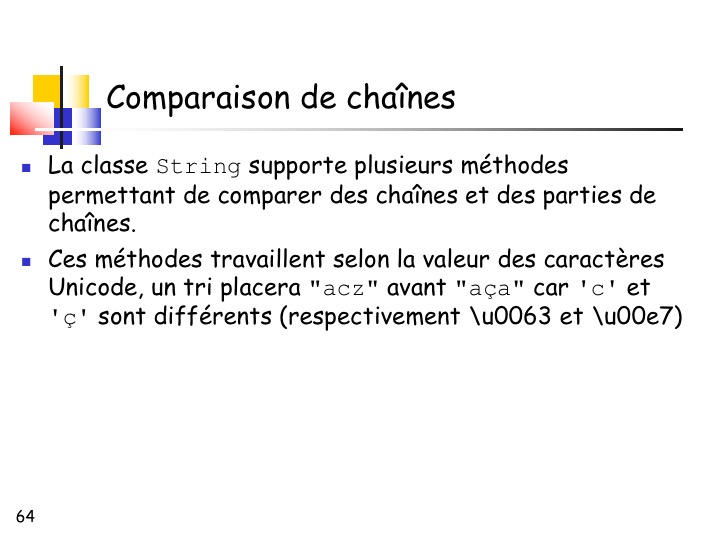 Comparaison de chaînes
La classe String supporte plusieurs méthodes
permettant de comparer des chaînes et des parties de
chaînes.
Ces méthodes travaillent selon la valeur des caractères
Unicode, un tri placera "acz" avant "aça" car 'c' et
'ç' sont différents (respectivement \u0063 et \u00e7)
64